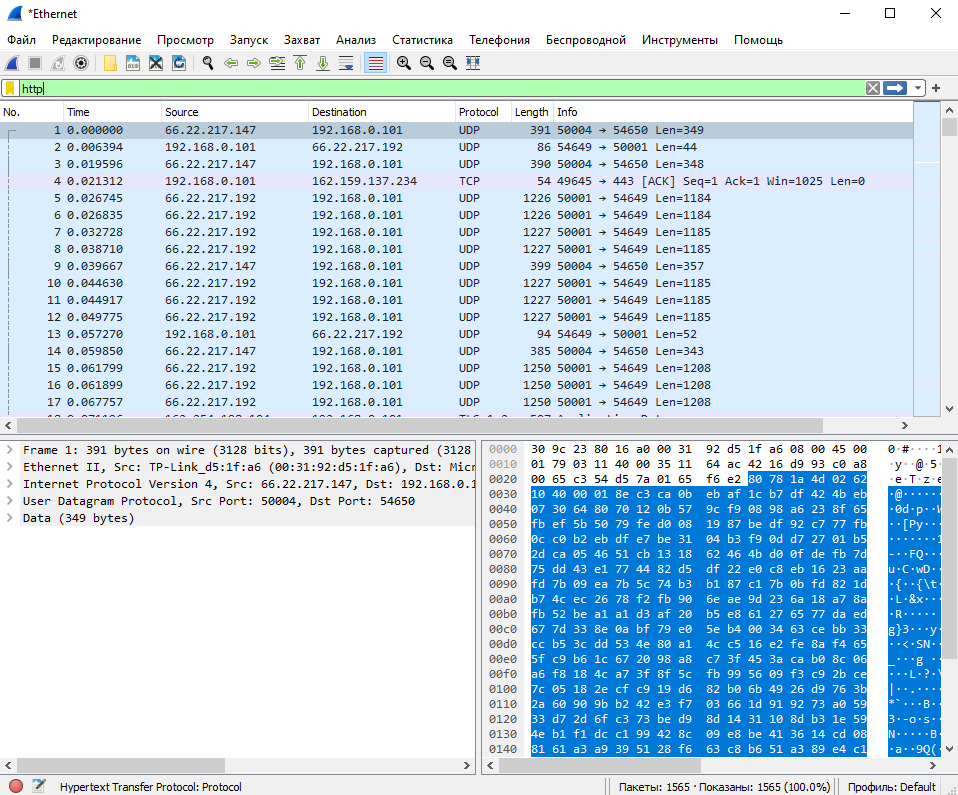 *Ethernet
Файл Редактирование Просмотр Запуск Захват Анализ Статистика Телефония Беспроводной Инструменты Помощь
http
No. Time Source Destination Protocol Length Info
1 0.000000 66.22.217.147 192.168.0.101 UDP 391 50004 → 54650 Len=349
2 0.006394 192.168.0.101 66.22.217.192 UDP 86 54649 → 50001 Len=44
3 0.019596 66.22.217.147 192.168.0.101 UDP 390 50004 → 54650 Len=348
4 0.021312 192.168.0.101 162.159.137.234 TCP 54 49645 → 443 [ACK] Seq=1 Ack=1 Win=1025 Len=0
5 0.026745 66.22.217.192 192.168.0.101 UDP 1226 50001 → 54649 Len=1184
6 0.026835 66.22.217.192 192.168.0.101 UDP 1226 50001 → 54649 Len=1184
7 0.032728 66.22.217.192 192.168.0.101 UDP 1227 50001 → 54649 Len=1185
8 0.038710 66.22.217.192 192.168.0.101 UDP 1227 50001 → 54649 Len=1185
9 0.039667 66.22.217.147 192.168.0.101 UDP 399 50004 → 54650 Len=357
10 0.044630 66.22.217.192 192.168.0.101 UDP 1227 50001 → 54649 Len=1185
11 0.044917 66.22.217.192 192.168.0.101 UDP 1227 50001 → 54649 Len=1185
12 0.049775 66.22.217.192 192.168.0.101 UDP 1227 50001 → 54649 Len=1185
13 0.057270 192.168.0.101 66.22.217.192 UDP 94 54649 → 50001 Len=52
14 0.059850 66.22.217.147 192.168.0.101 UDP 385 50004 → 54650 Len=343
15 0.061799 66.22.217.192 192.168.0.101 UDP 1250 50001 → 54649 Len=1208
16 0.061899 66.22.217.192 192.168.0.101 UDP 1250 50001 → 54649 Len=1208
17 0.067757 66.22.217.192 192.168.0.101 UDP 1250 50001 → 54649 Len=1208
Frame 1: 391 bytes on wire (3128 bits), 391 bytes captured (3128
Ethernet II, Src: TP-Link_d5:1f:a6 (00:31:92:d5:1f:a6), Dst: Micr
Internet Protocol Version 4, Src: 66.22.217.147, Dst: 192.168.0.1
User Datagram Protocol, Src Port: 50004, Dst Port: 54650
Data (349 bytes)
0000 30 9c 23 80 16 a0 00 31 92 d5 1f a6 08 00 45 00 0·#····1
0010 01 79 03 11 40 00 35 11 64 ac 42 16 d9 93 c0 a8 ·y··@·5·
0020 00 65 c3 54 d5 7a 01 65 f6 e2 80 78 1a 4d 02 62 ·e·T·z·e
0030 10 40 00 01 8e c3 ca 0b eb af 1c b7 df 42 4b eb ·@······
0040 07 30 64 80 70 12 0b 57 9c f9 08 98 a6 23 8f 65 ·0d·p··W
0050 fb ef 5b 50 79 fe d0 08 19 87 be df 92 c7 77 fb ··[Py···
0060 0c c0 b2 eb df e7 be 31 04 b3 f9 0d d7 27 01 b5 ·······1
0070 2d ca 05 46 51 cb 13 18 62 46 4b d0 0f de fb 7d -··FQ···
0080 75 dd 43 e1 77 44 82 d5 df 22 e0 c8 eb 16 23 aa u·C·wD··
0090 fd 7b 09 ea 7b 5c 74 b3 b1 87 c1 7b 0b fd 82 1d ·{··{\t·
00a0 b7 4c ec 26 78 f2 fb 90 6e ae 9d 23 6a 18 a7 8a ·L·&x···
00b0 fb 52 be a1 a1 d3 af 20 b5 e8 61 27 65 77 da ed ·R·····
00c0 67 7d 33 8e 0a bf 79 e0 5e b4 00 34 63 ce bb 33 g}3···y·
00d0 cc b5 3c dd 53 4e 80 a1 4c c5 16 e2 fe 8a f4 65 ··<·SN··
00e0 5f c9 b6 1c 67 20 98 a8 c7 3f 45 3a ca b0 8c 06 _···g ··
00f0 a6 f8 18 4c a7 3f 8f 5c fb 99 56 09 f3 c9 2b ce ···L·?·\
0100 7c 05 18 2e cf c9 19 d6 82 b0 6b 49 26 d9 76 3b |··.····
0110 2a 60 90 9b b2 42 e3 f7 03 66 1d 91 92 73 a0 59 *`···B··
0120 33 d7 2d 6f c3 73 be d9 8d 14 31 10 8d b3 1e 59 3·-o·s··
0130 4e b1 f1 dc c1 99 42 8c 09 e8 be 41 36 14 cd 08 N·····B·
0140 81 61 a3 a9 39 51 28 f6 63 c8 b6 51 a3 89 e4 c1 ·a··9Q(·
Hypertext Transfer Protocol: Protocol
Пакеты: 1565 · Показаны: 1565 (100.0%)
Профиль: Default